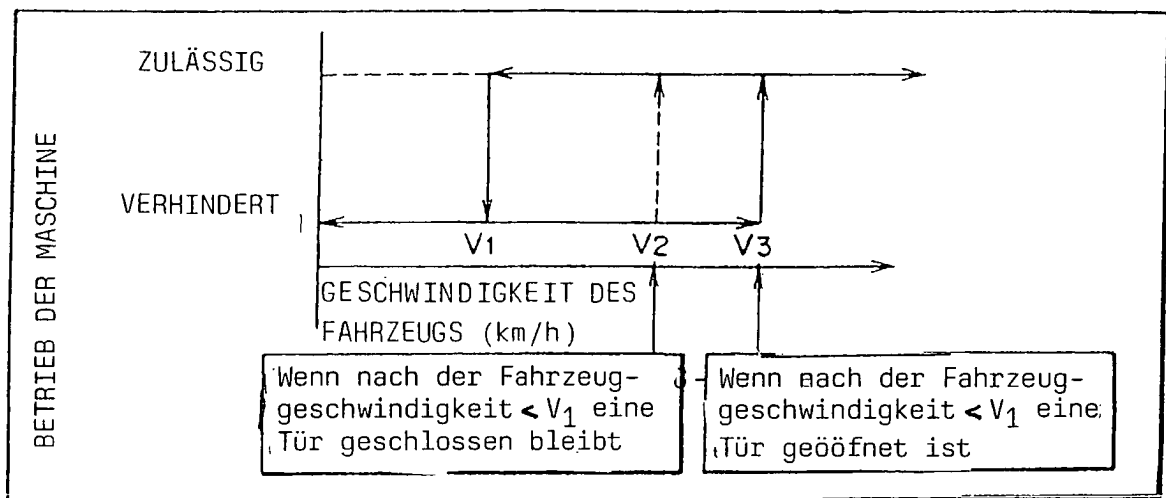 ZULÄSSIG
VERHINDERT
BETRIEB DER MASCHINE
V1 V2 V3
GESCHWINDIGKEIT DES
FAHRZEUGS (km/h)
Wenn nach der Fahrzeug-
geschwindigkeit < V1 eine
Tür geschlossen bleibt
Wenn nach der Fahrzeug-
geschwindigkeit < V1 eine
Tür geööfnet ist